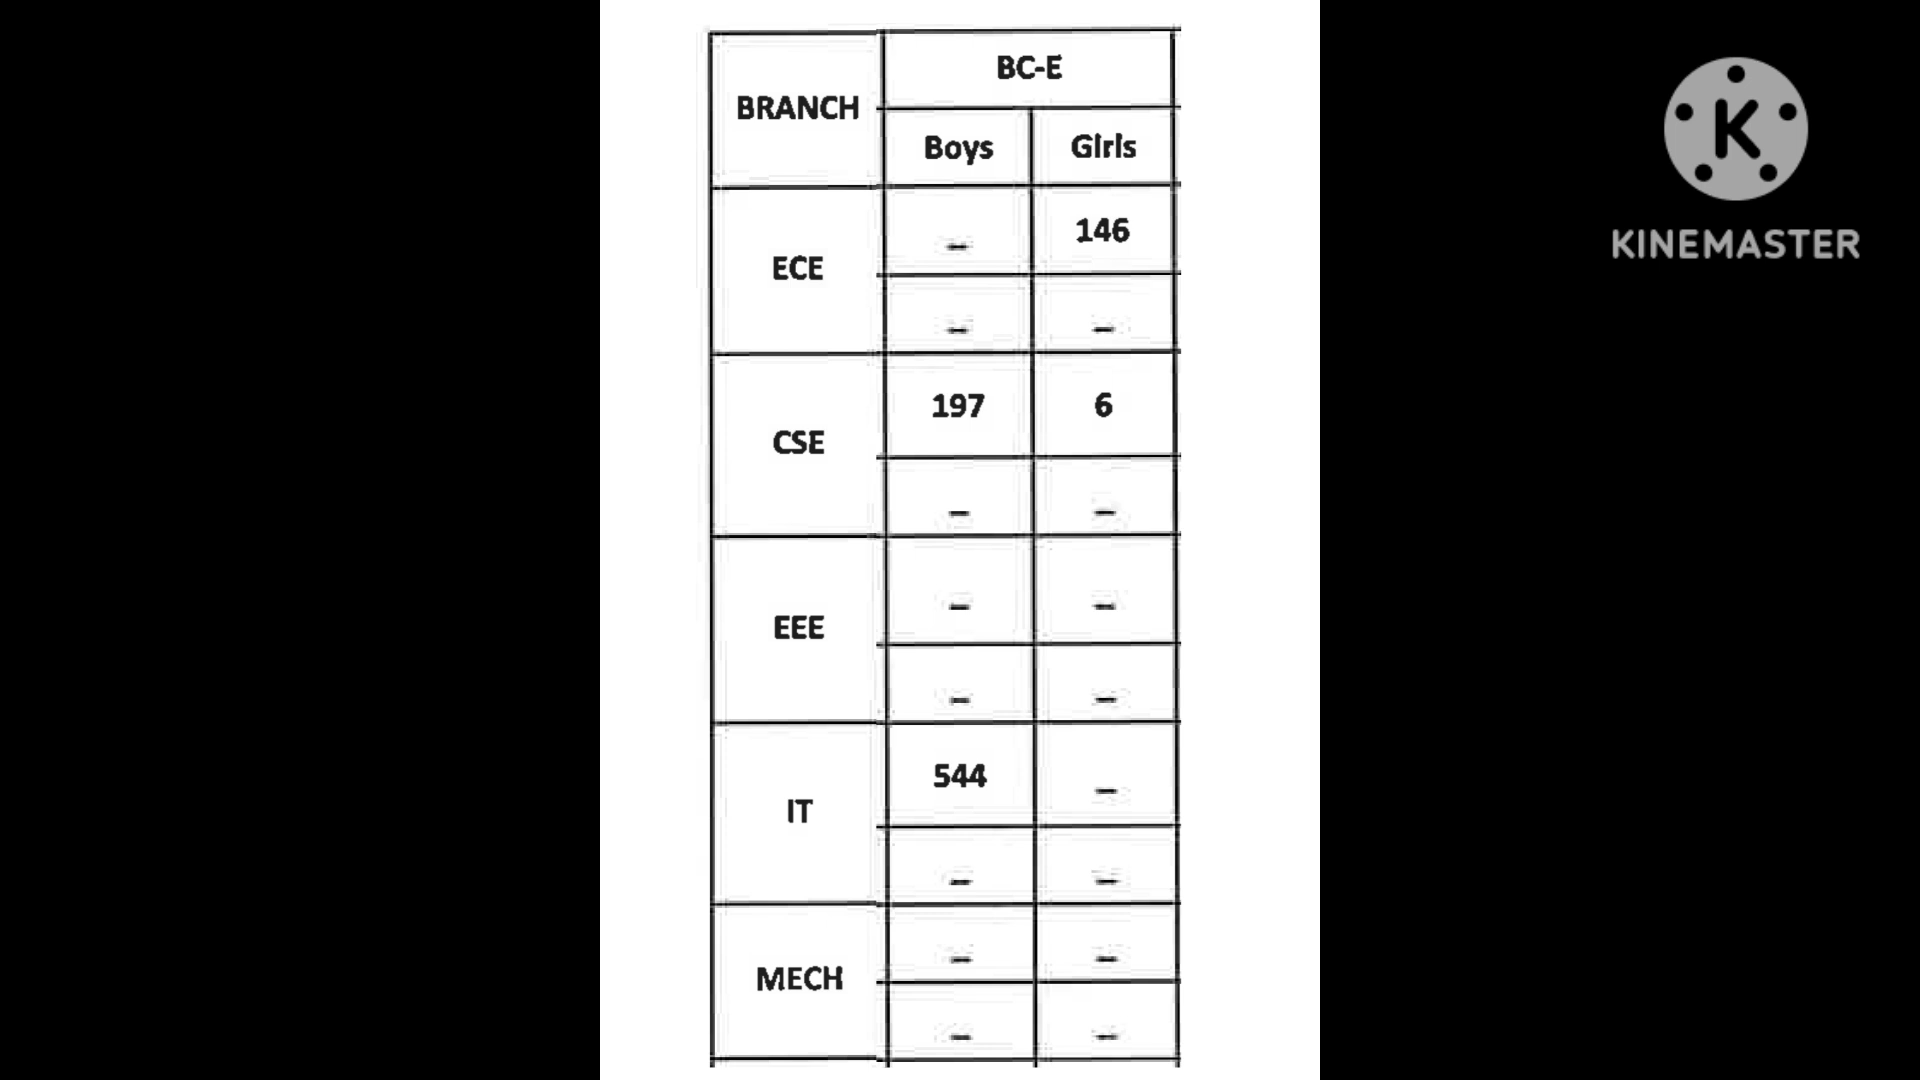 BRANCH
BC-E
Boys Girls
ECE
– 146
– –
CSE
197 6
– –
EEE
– –
– –
IT
544 –
– –
MECH
– –
– –
K
KINEMASTER